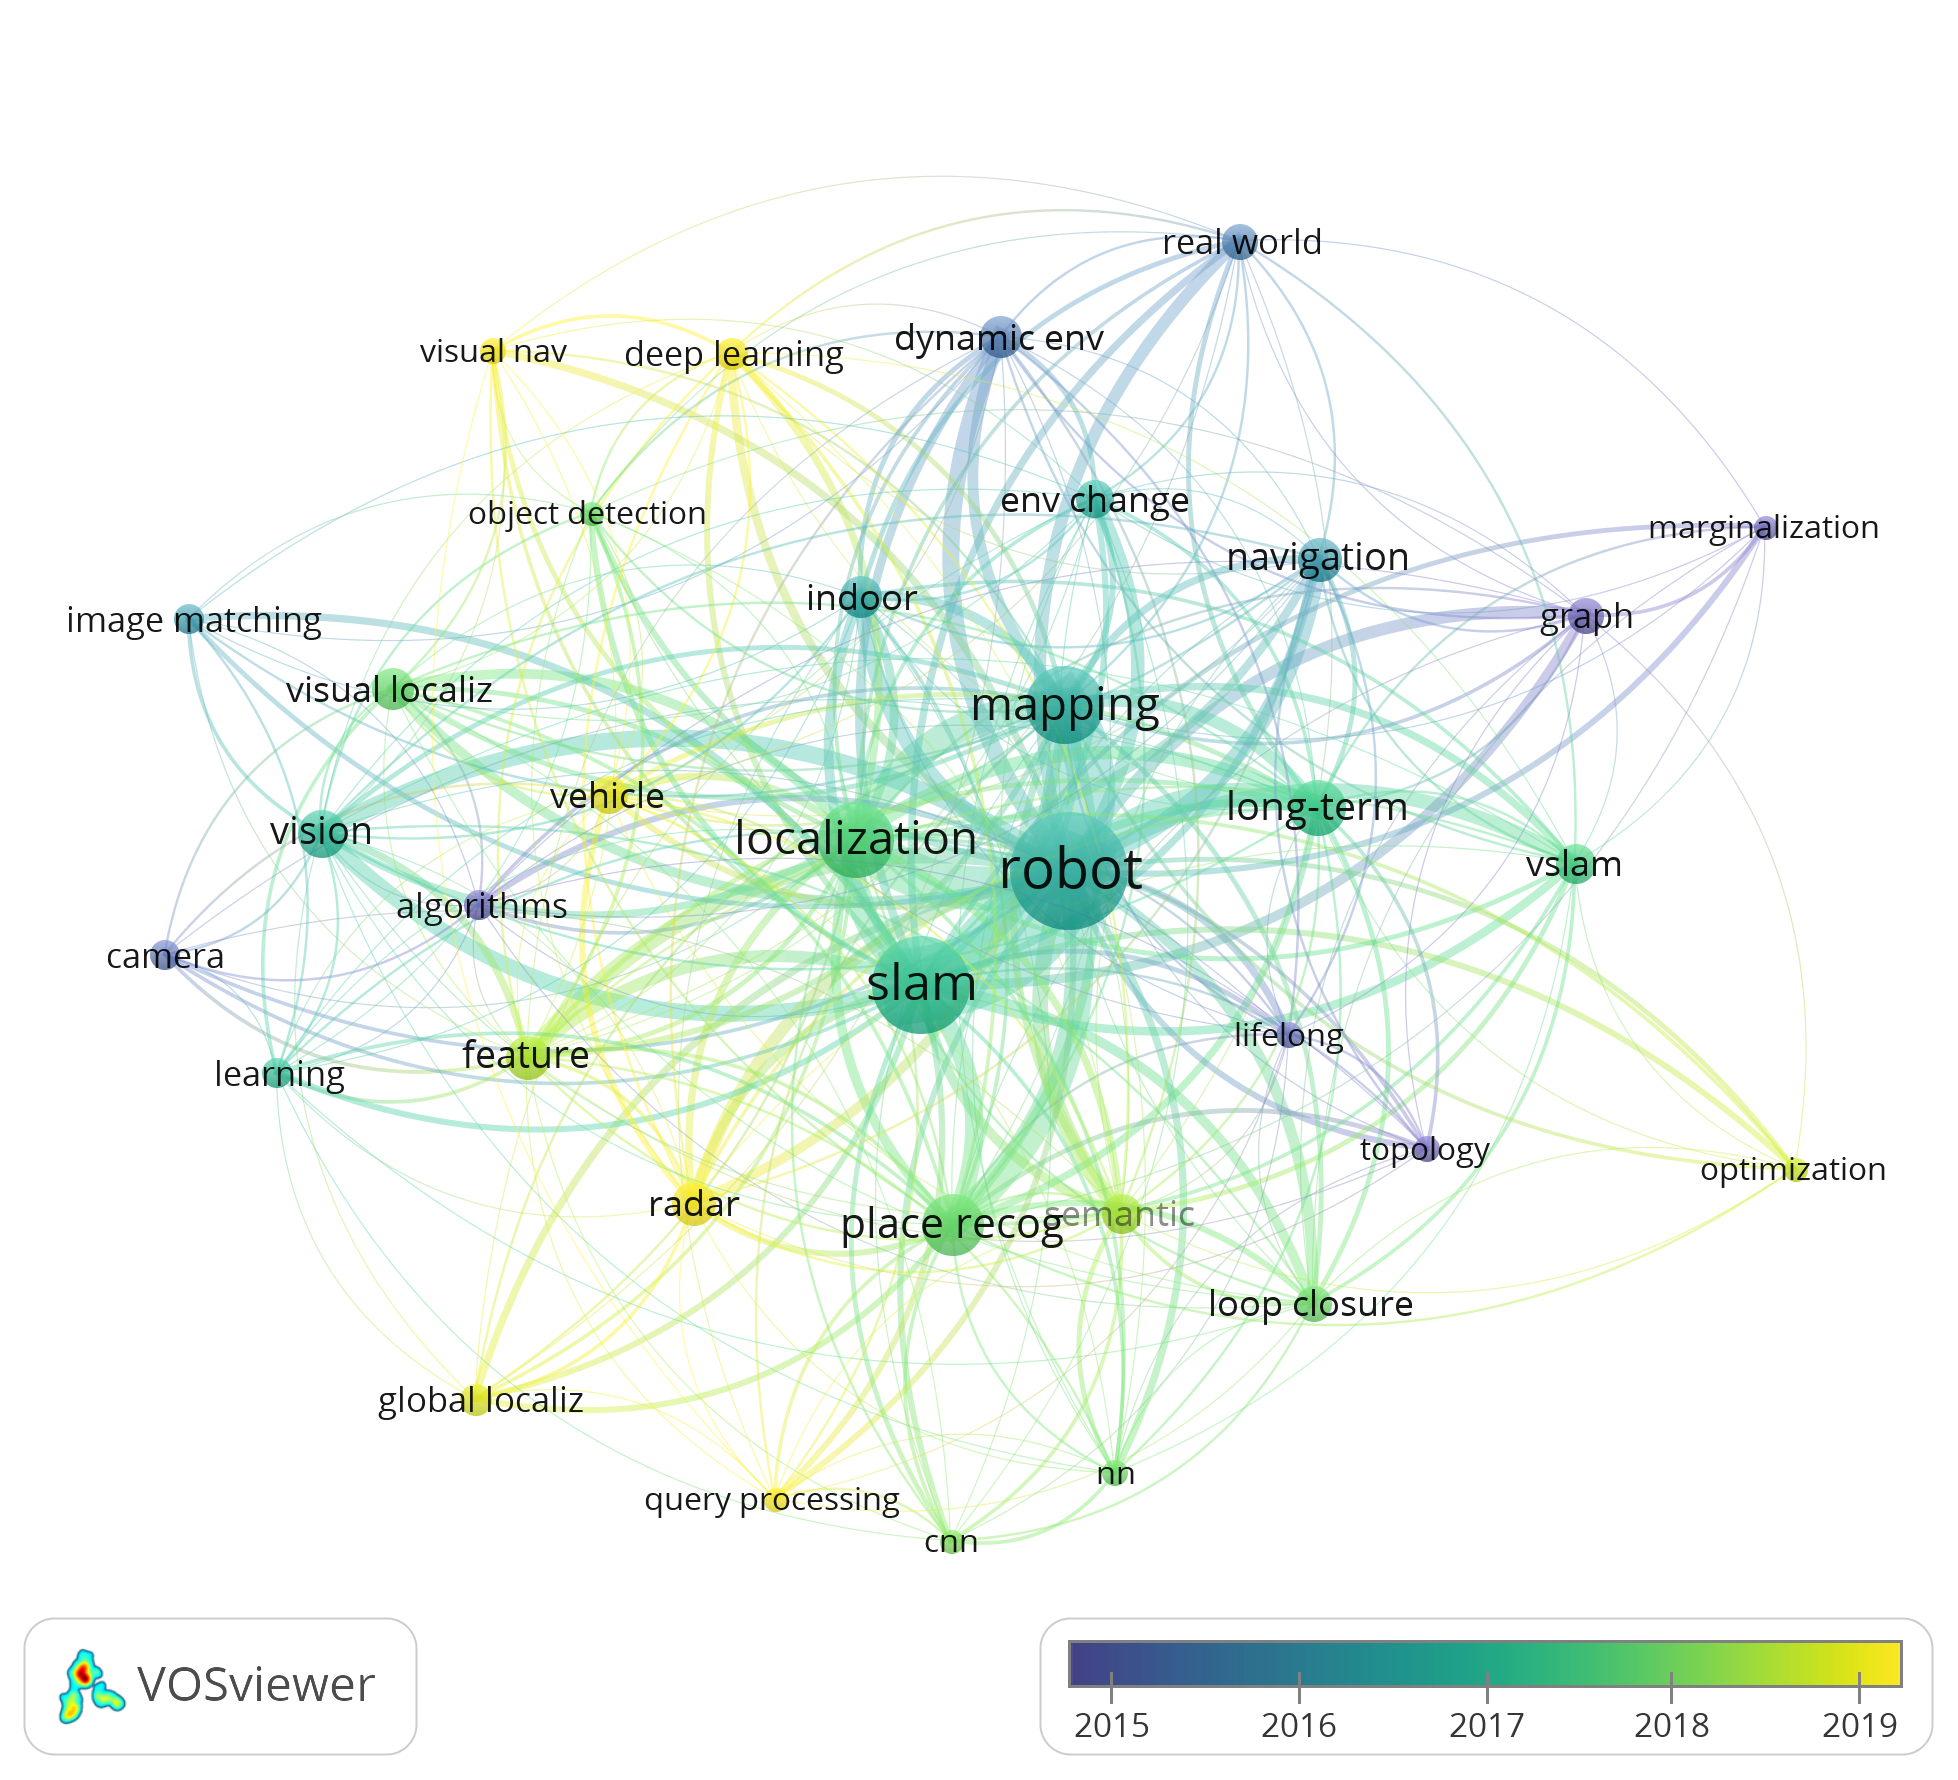 real world
dynamic env
visual nav
deep learning
env change
object detection
marginalization
navigation
indoor
graph
image matching
visual localiz
mapping
vehicle
long-term
vision
localization
robot
vslam
algorithms
camera
slam
lifelong
feature
learning
topology
optimization
radar
place recog
semantic
loop closure
global localiz
nn
query processing
cnn
VOSviewer
2015 2016 2017 2018 2019